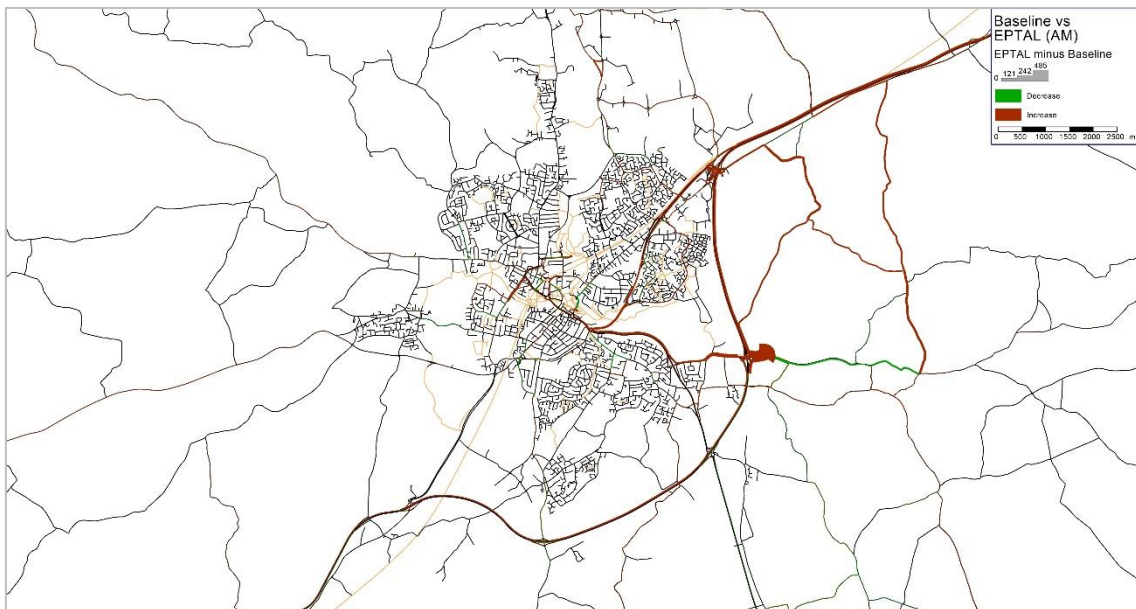 Baseline vs
EPTAL (AM)
EPTAL minus Baseline
0 121 242 485
Decrease
Increase
0 500 1000 1500 2000 2500 m